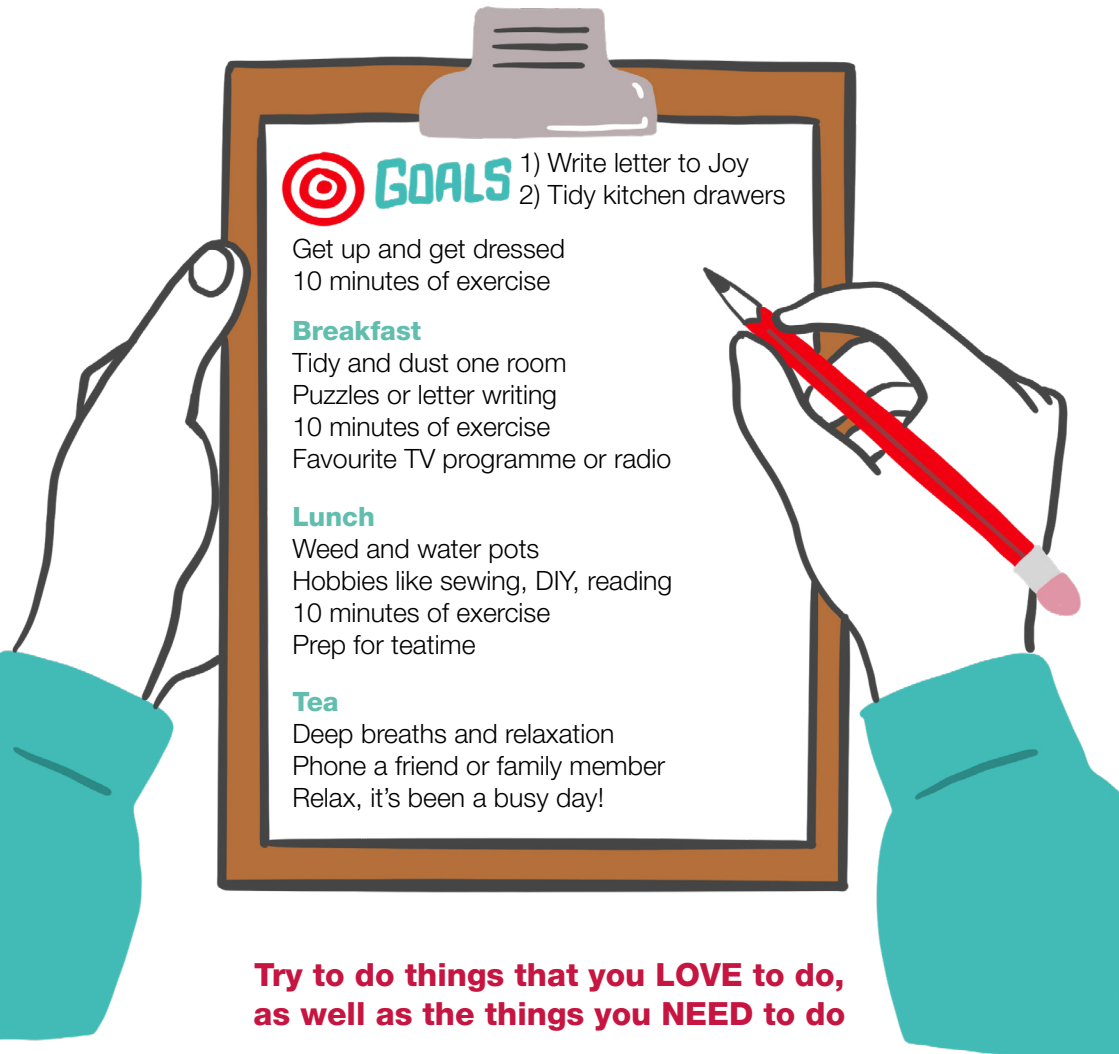 GOALS 1) Write letter to Joy
2) Tidy kitchen drawers
Get up and get dressed
10 minutes of exercise
Breakfast
Tidy and dust one room
Puzzles or letter writing
10 minutes of exercise
Favourite TV programme or radio
Lunch
Weed and water pots
Hobbies like sewing, DIY, reading
10 minutes of exercise
Prep for teatime
Tea
Deep breaths and relaxation
Phone a friend or family member
Relax, it’s been a busy day!
Try to do things that you LOVE to do,
as well as the things you NEED to do